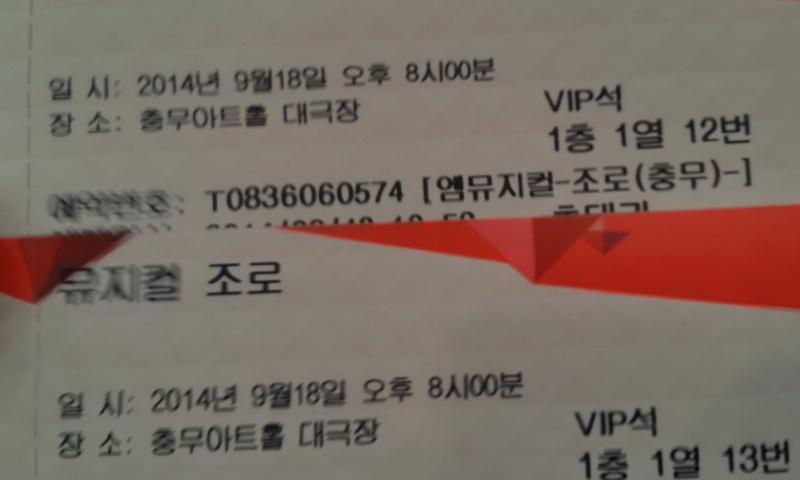 일 시: 2014년 9월18일 오후 8시00분
장 소: 충무아트홀 대극장
VIP석
1층 1열 12번
예약번호: T0836060574 [엠뮤지컬-조로(충무)-]
뮤지컬 조로
일 시: 2014년 9월18일 오후 8시00분
장 소: 충무아트홀 대극장
VIP석
1층 1열 13번